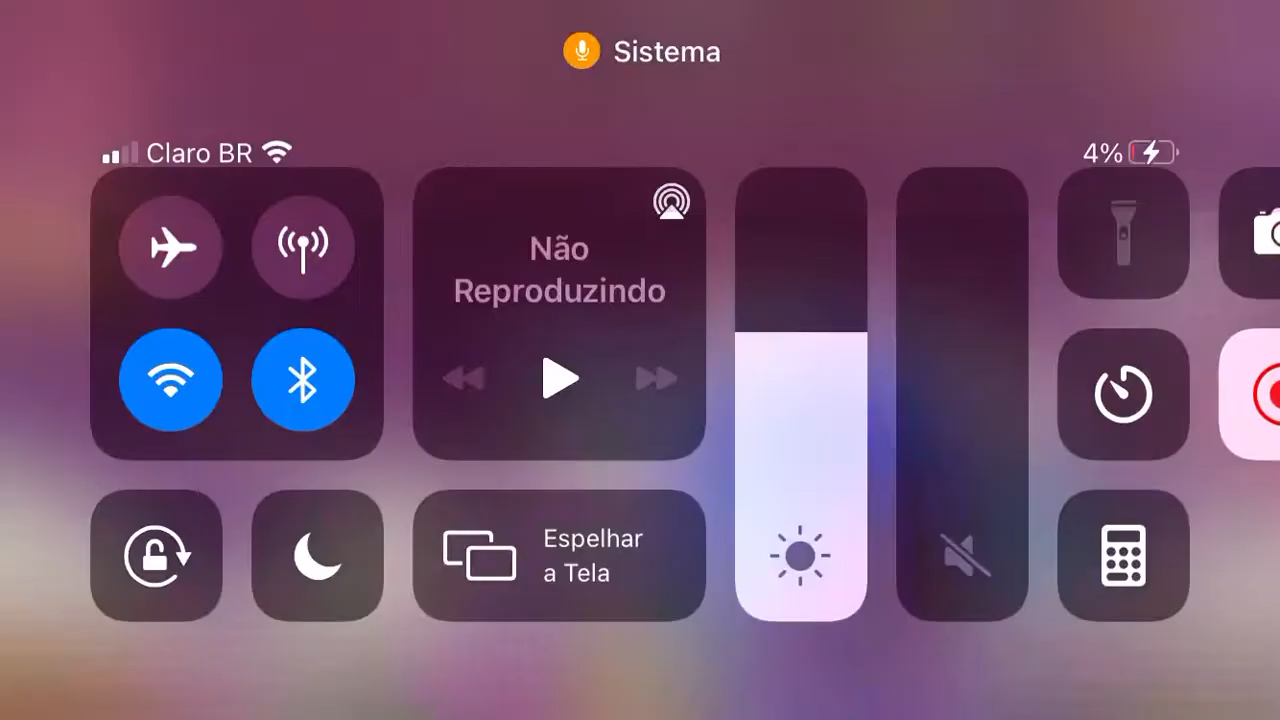 Sistema
Claro BR
4%
Não
Reproduzindo
Espelhar
a Tela